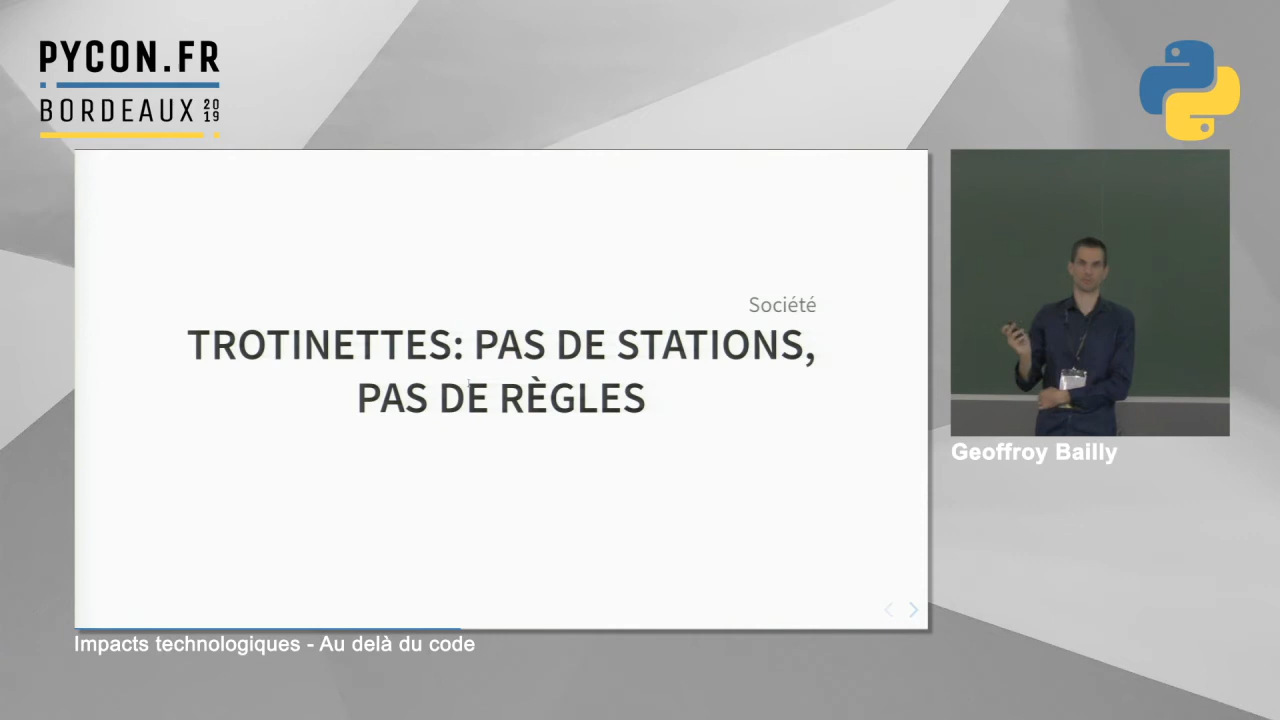 PYCON.FR
BORDEAUX 2019
Société
TROTINETTES: PAS DE STATIONS,
PAS DE RÈGLES
Geoffroy Bailly
Impacts technologiques - Au delà du code